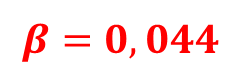 β = 0, 044